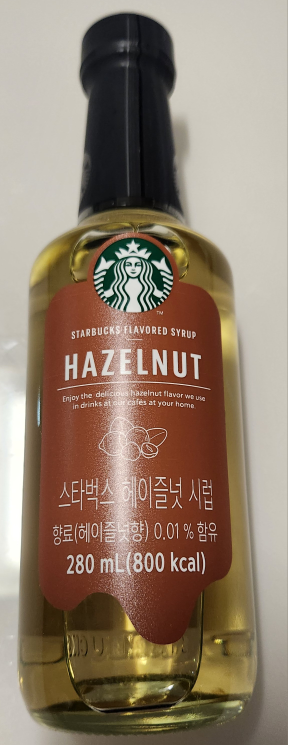 STARBUCKS FLAVORED SYRUP
HAZELNUT
Enjoy the delicious hazelnut flavor we use
in drinks at our cafés at your home
스타벅스 헤이즐넛 시럽
향료(헤이즐넛향) 0.01 % 함유
280 mL(800 kcal)